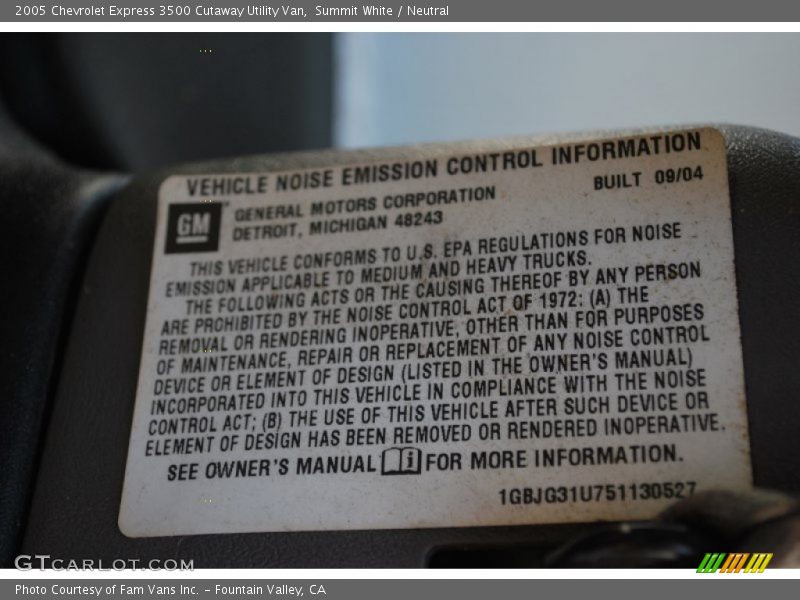 2005 Chevrolet Express 3500 Cutaway Utility Van,  Summit White / Neutral
VEHICLE NOISE EMISSION CONTROL INFORMATION
GM
GENERAL MOTORS CORPORATION
DETROIT, MICHIGAN 48243
BUILT 09/04
THIS VEHICLE CONFORMS TO U.S. EPA REGULATIONS FOR NOISE
EMISSION APPLICABLE TO MEDIUM AND HEAVY TRUCKS.
THE FOLLOWING ACTS OR THE CAUSING THEREOF BY ANY PERSON
ARE PROHIBITED BY THE NOISE CONTROL ACT OF 1972: (A) THE
REMOVAL OR RENDERING INOPERATIVE, OTHER THAN FOR PURPOSES
OF MAINTENANCE, REPAIR OR REPLACEMENT OF ANY NOISE CONTROL
DEVICE OR ELEMENT OF DESIGN (LISTED IN THE OWNER'S MANUAL)
INCORPORATED INTO THIS VEHICLE IN COMPLIANCE WITH THE NOISE
CONTROL ACT; (B) THE USE OF THIS VEHICLE AFTER SUCH DEVICE OR
ELEMENT OF DESIGN HAS BEEN REMOVED OR RENDERED INOPERATIVE.
SEE OWNER'S MANUAL i FOR MORE INFORMATION.
1GBJG31U751130527
GTCARLOT.COM
Photo Courtesy of Fam Vans Inc. - Fountain Valley, CA